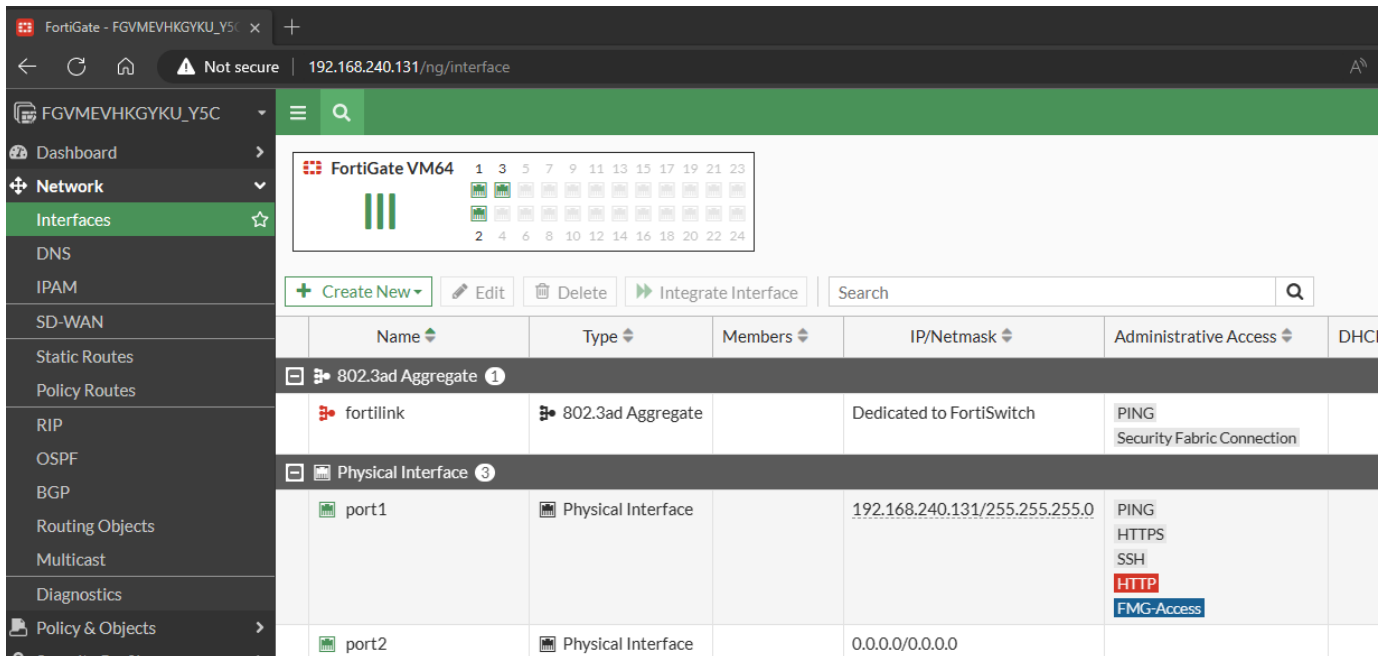 FortiGate - FGVMEVHKGYKU_Y5C
Not secure | 192.168.240.131/ng/interface
FGVMEVHKGYKU_Y5C
Dashboard
Network
Interfaces
DNS
IPAM
SD-WAN
Static Routes
Policy Routes
RIP
OSPF
BGP
Routing Objects
Multicast
Diagnostics
Policy & Objects
FortiGate VM64
1 3 5 7 9 11 13 15 17 19 21 23
2 4 6 8 10 12 14 16 18 20 22 24
Create New Edit Delete Integrate Interface Search
Name Type Members IP/Netmask Administrative Access DHCP
802.3ad Aggregate 1
fortilink 802.3ad Aggregate Dedicated to FortiSwitch PING
Security Fabric Connection
Physical Interface 3
port1 Physical Interface 192.168.240.131/255.255.255.0 PING
HTTPS
SSH
HTTP
FMG-Access
port2 Physical Interface 0.0.0.0/0.0.0.0